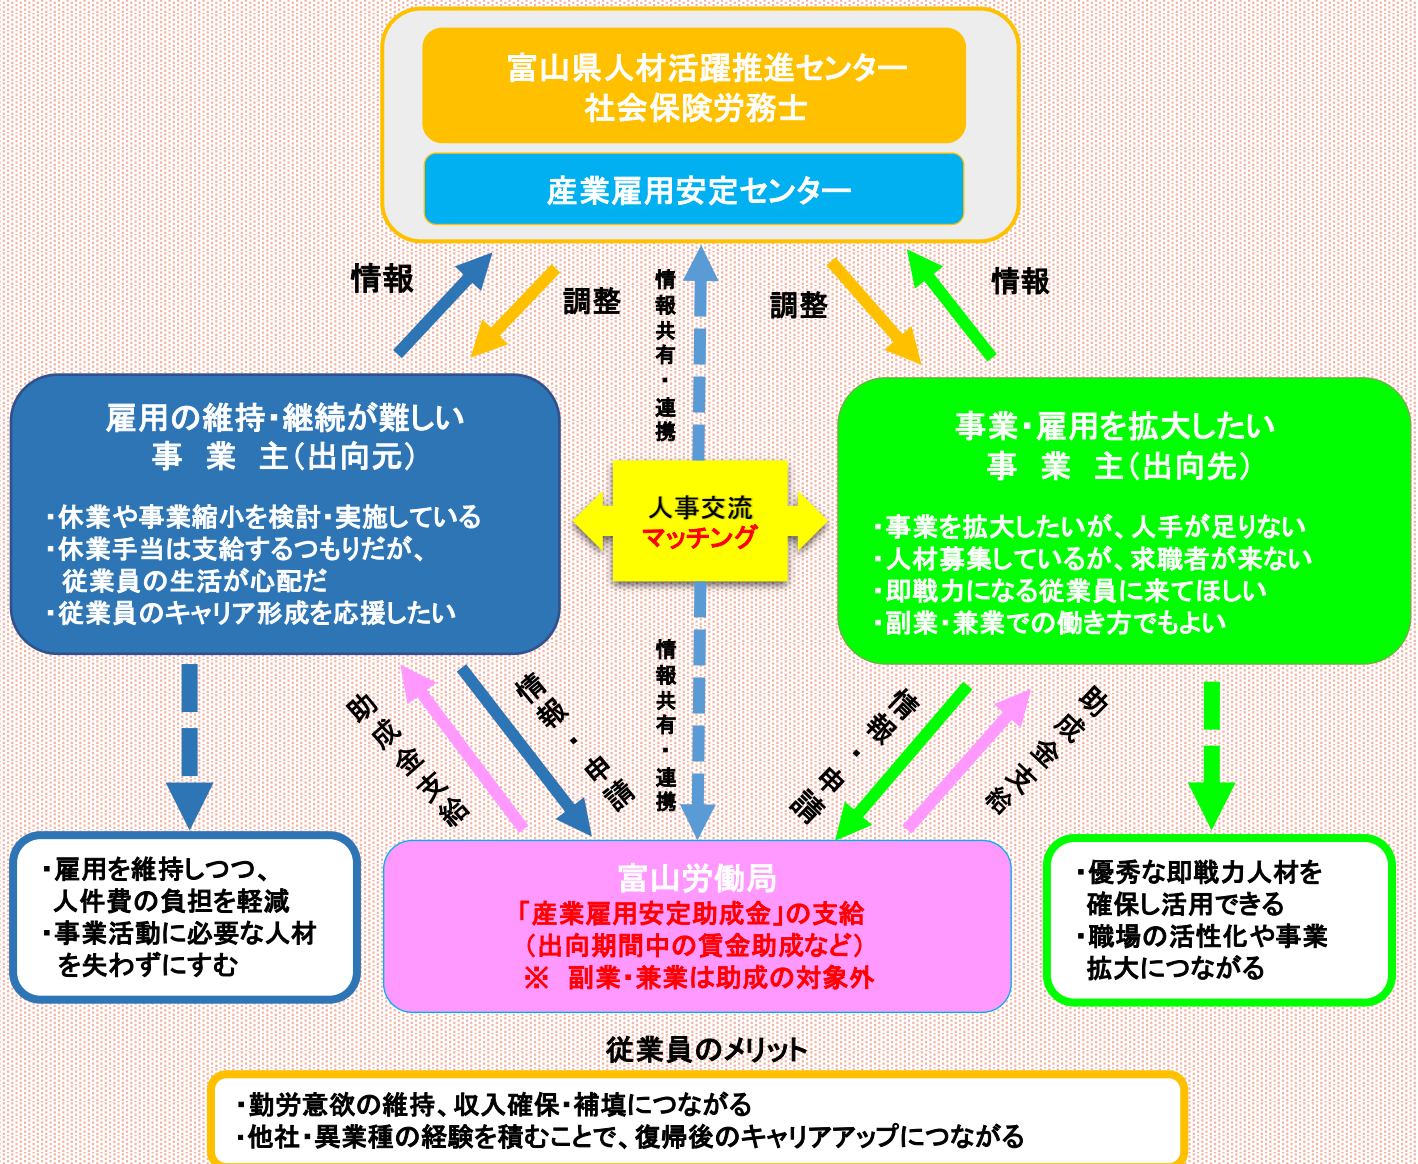 富山県人材活躍推進センター
社会保険労務士
産業雇用安定センター
情報
調整
情報共有・連携
調整
情報
雇用の維持・継続が難しい
事　業　主（出向元）
・休業や事業縮小を検討・実施している
・休業手当は支給するつもりだが、
従業員の生活が心配だ
・従業員のキャリア形成を応援したい
人事交流
マッチング
事業・雇用を拡大したい
事　業　主（出向先）
・事業を拡大したいが、人手が足りない
・人材募集しているが、求職者が来ない
・即戦力になる従業員に来てほしい
・副業・兼業での働き方でもよい
助成金支給
情報・申請
情報共有・連携
情報・申請
助成金支給
・雇用を維持しつつ、
人件費の負担を軽減
・事業活動に必要な人材
を失わずにすむ
富山労働局
「産業雇用安定助成金」の支給
（出向期間中の賃金助成など）
※　副業・兼業は助成の対象外
・優秀な即戦力人材を
確保し活用できる
・職場の活性化や事業
拡大につながる
従業員のメリット
・勤労意欲の維持、収入確保・補填につながる
・他社・異業種の経験を積むことで、復帰後のキャリアアップにつながる